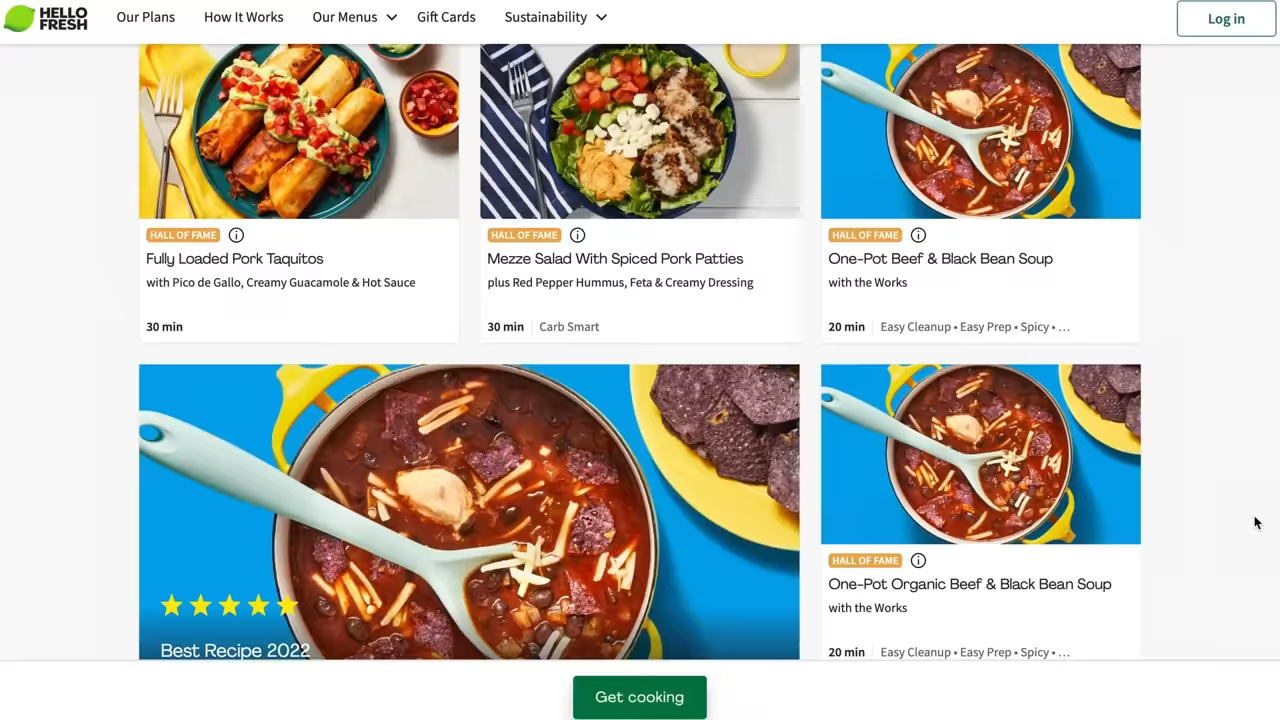 HELLO
FRESH
Our Plans
How It Works
Our Menus
Gift Cards
Sustainability
Log in
HALL OF FAME
Fully Loaded Pork Taquitos
with Pico de Gallo, Creamy Guacamole & Hot Sauce
30 min
HALL OF FAME
Mezze Salad With Spiced Pork Patties
plus Red Pepper Hummus, Feta & Creamy Dressing
30 min Carb Smart
HALL OF FAME
One-Pot Beef & Black Bean Soup
with the Works
20 min Easy Cleanup • Easy Prep • Spicy • ...
Best Recipe 2022
HALL OF FAME
One-Pot Organic Beef & Black Bean Soup
with the Works
20 min Easy Cleanup • Easy Prep • Spicy • ...
Get cooking